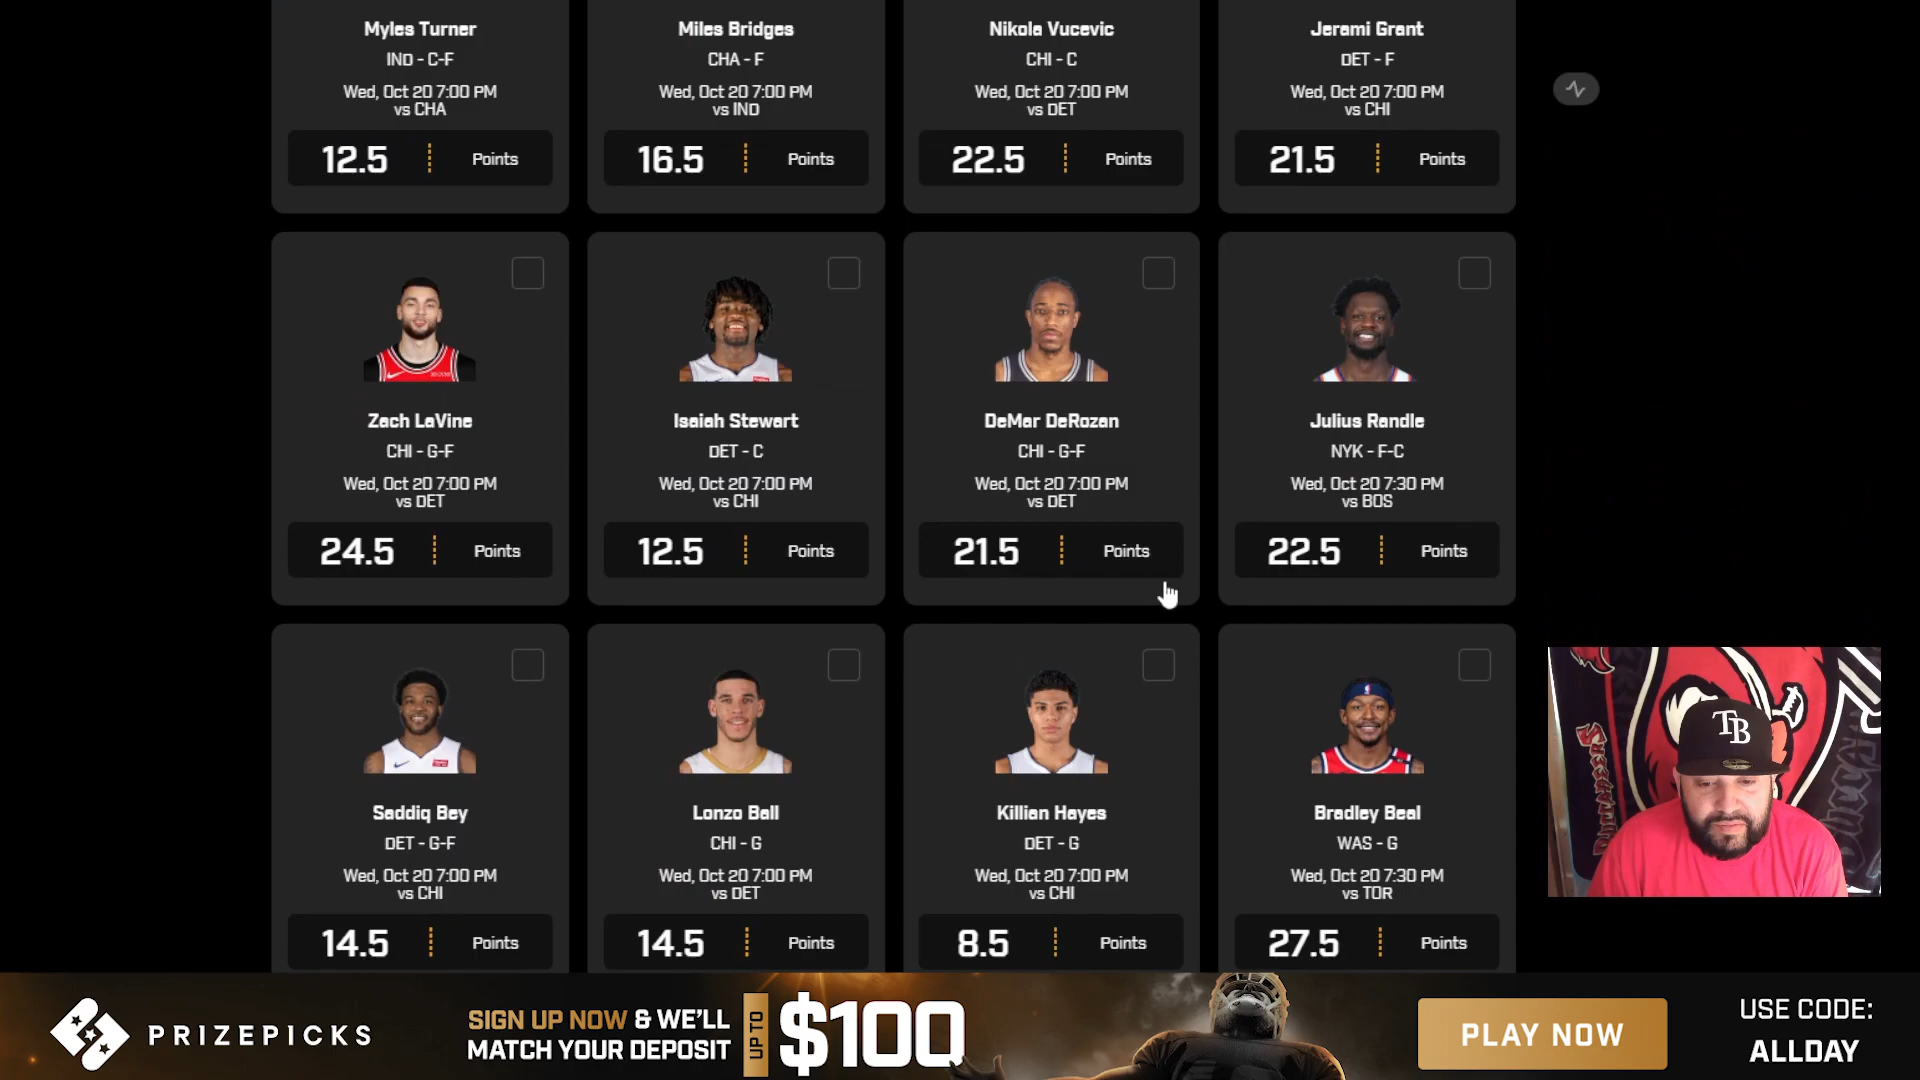 Myles Turner
IND - C-F
Wed, Oct 20 7:00 PM
vs CHA
12.5 Points
Miles Bridges
CHA - F
Wed, Oct 20 7:00 PM
vs IND
16.5 Points
Nikola Vucevic
CHI - C
Wed, Oct 20 7:00 PM
vs DET
22.5 Points
Jerami Grant
DET - F
Wed, Oct 20 7:00 PM
vs CHI
21.5 Points
Zach LaVine
CHI - G-F
Wed, Oct 20 7:00 PM
vs DET
24.5 Points
Isaiah Stewart
DET - C
Wed, Oct 20 7:00 PM
vs CHI
12.5 Points
DeMar DeRozan
CHI - G-F
Wed, Oct 20 7:00 PM
vs DET
21.5 Points
Julius Randle
NYK - F-C
Wed, Oct 20 7:30 PM
vs BOS
22.5 Points
Saddiq Bey
DET - G-F
Wed, Oct 20 7:00 PM
vs CHI
14.5 Points
Lonzo Ball
CHI - G
Wed, Oct 20 7:00 PM
vs DET
14.5 Points
Killian Hayes
DET - G
Wed, Oct 20 7:00 PM
vs CHI
8.5 Points
Bradley Beal
WAS - G
Wed, Oct 20 7:30 PM
vs TOR
27.5 Points
TB
PRIZEPICKS
SIGN UP NOW & WE'LL
MATCH YOUR DEPOSIT
UP TO
$100
PLAY NOW
USE CODE:
ALLDAY